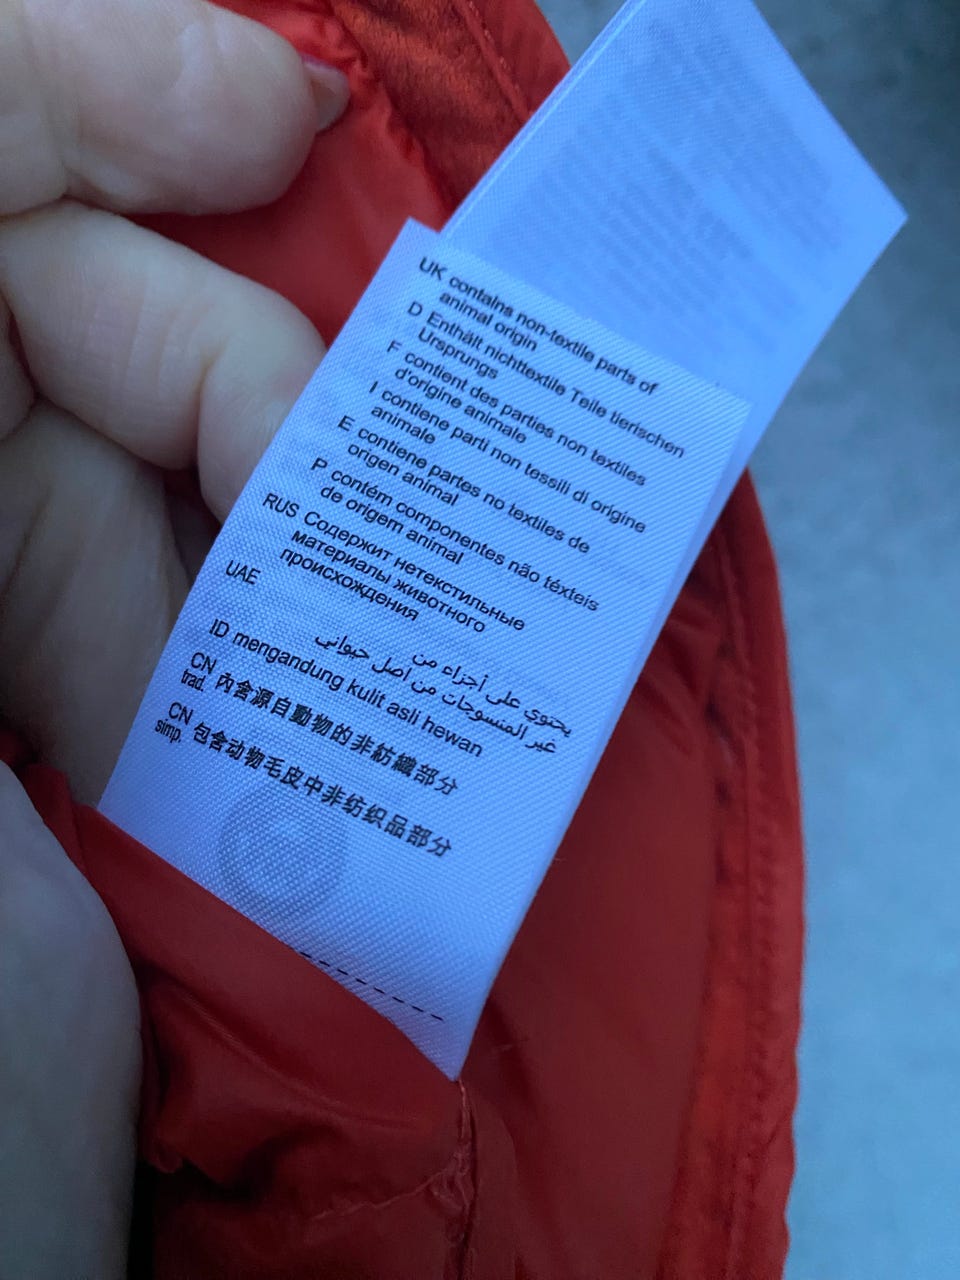 UK contains non-textile parts of
animal origin
D Enthält nichttextile Teile tierischen
Ursprungs
F contient des parties non textiles
d'origine animale
I contiene parti non tessili di origine
animale
E contiene partes no textiles de
origen animal
P contém componentes não têxteis
de origem animal
RUS Содержит нетекстильные
материалы животного
происхождения
UAE
يحتوي على أجزاء من
غير المنسوجات من أصل حيواني
ID mengandung kulit asli hewan
CN
trad. 內含源自動物的非紡織部分
CN
simp. 包含动物毛皮中非纺织品部分